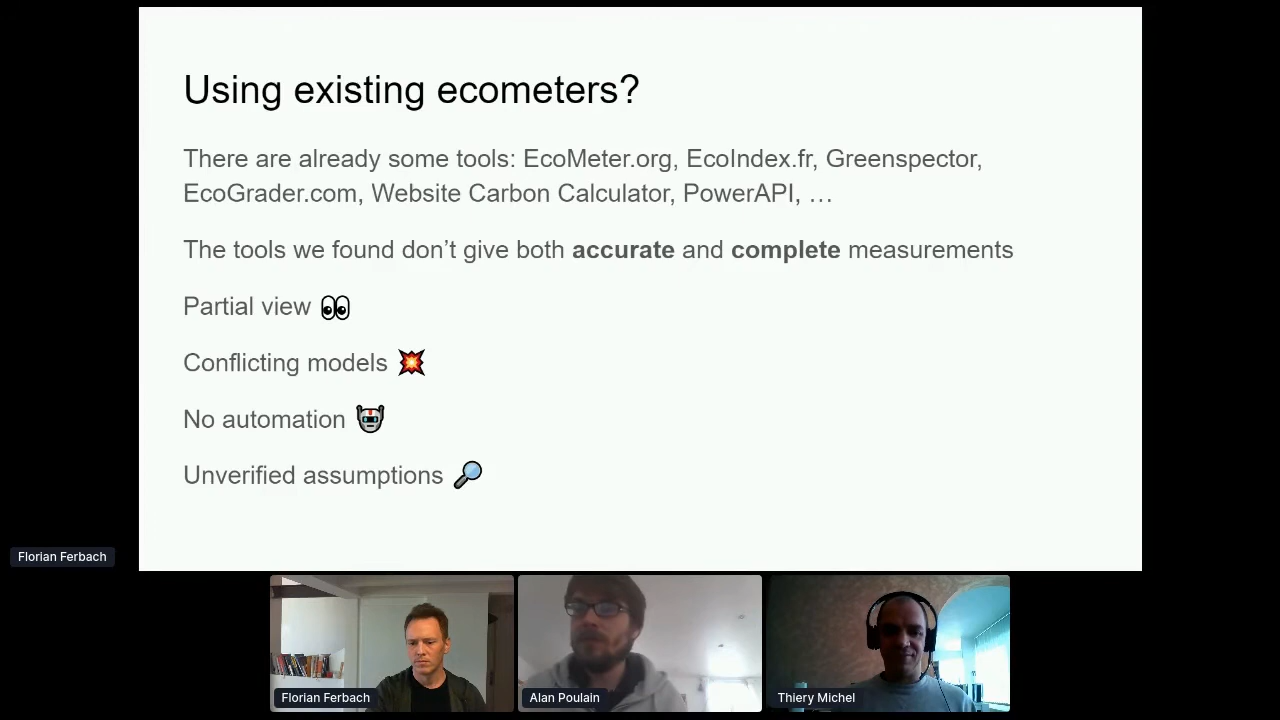 Using existing ecometers?
There are already some tools: EcoMeter.org, EcoIndex.fr, Greenspector,
EcoGrader.com, Website Carbon Calculator, PowerAPI, …
The tools we found don’t give both accurate and complete measurements
Partial view 👀
Conflicting models 💥
No automation 🤖
Unverified assumptions 🔎
Florian Ferbach
Florian Ferbach
Alan Poulain
Thiery Michel